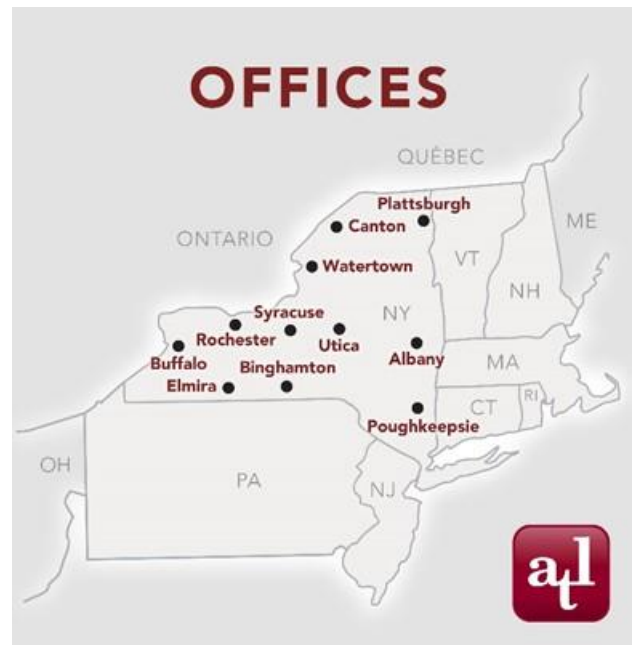 OFFICES
QUÉBEC
Plattsburgh
Canton
ME
ONTARIO
VT
Watertown
NH
Syracuse
NY
Rochester
Utica
Albany
MA
Buffalo
Binghamton
Elmira
RI
CT
Poughkeepsie
OH
PA
NJ
atl